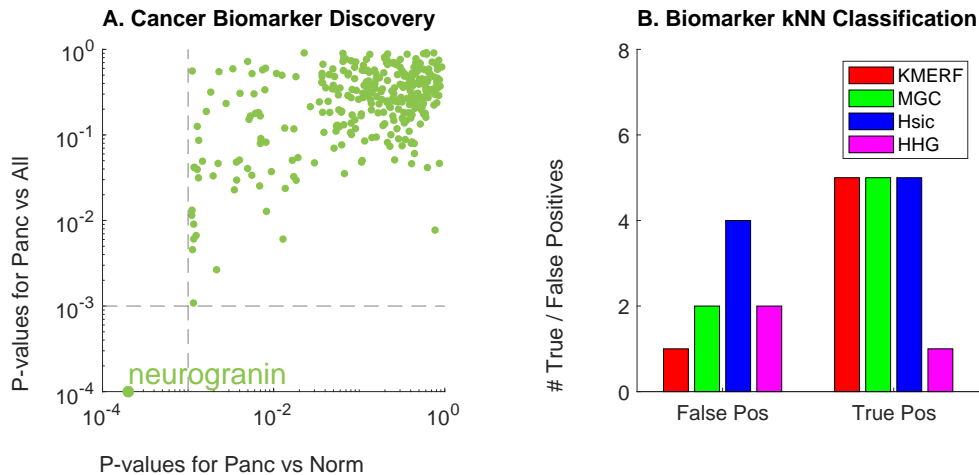 A. Cancer Biomarker Discovery
P-values for Panc vs All
10^0
10^-1
10^-2
10^-3
10^-4
neurogranin
10^-4
10^-2
10^0
P-values for Panc vs Norm
B. Biomarker kNN Classification
# True / False Positives
8
6
4
2
0
KMERF
MGC
Hsic
HHG
False Pos
True Pos